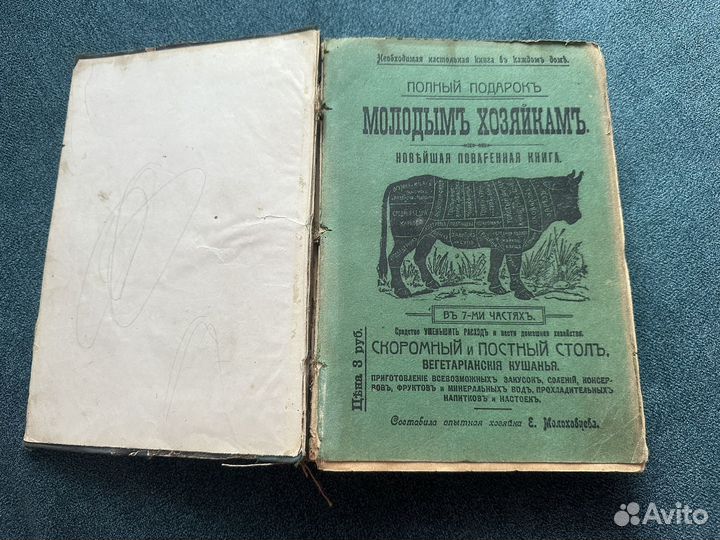 Необходимая настольная книга въ каждомъ домѣ.
ПОЛНЫЙ ПОДАРОКЪ
МОЛОДЫМЪ ХОЗЯЙКАМЪ.
НОВѢЙШАЯ ПОВАРЕННАЯ КНИГА.
ВЪ 7-МИ ЧАСТЯХЪ.
Средство УМЕНЬШИТЬ РАСХОДЪ и вести домашнее хозяйство.
СКОРОМНЫЙ и ПОСТНЫЙ СТОЛЪ,
ВЕГЕТАРІАНСКІЯ КУШАНЬЯ.
ПРИГОТОВЛЕНІЕ ВСЕВОЗМОЖНЫХЪ ЗАКУСОКЪ, СОЛЕНІЙ, КОНСЕР-
ВОВЪ, ФРУКТОВЪ и МИНЕРАЛЬНЫХЪ ВОДЪ, ПРОХЛАДИТЕЛЬНЫХЪ
НАПИТКОВЪ и НАСТОЕКЪ.
Составила опытная хозяйка Е. Молоховцева.
Цѣна 3 руб.
Avito